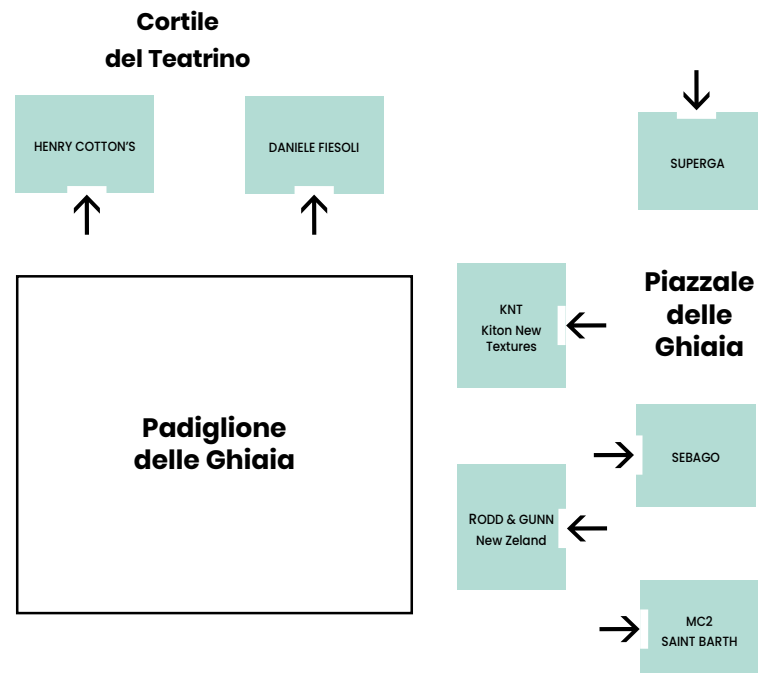 Cortile
del Teatrino
HENRY COTTON'S
DANIELE FIESOLI
SUPERGA
KNT
Kiton New
Textures
Piazzale
delle
Ghiaia
Padiglione
delle Ghiaia
SEBAGO
RODD & GUNN
New Zeland
MC2
SAINT BARTH